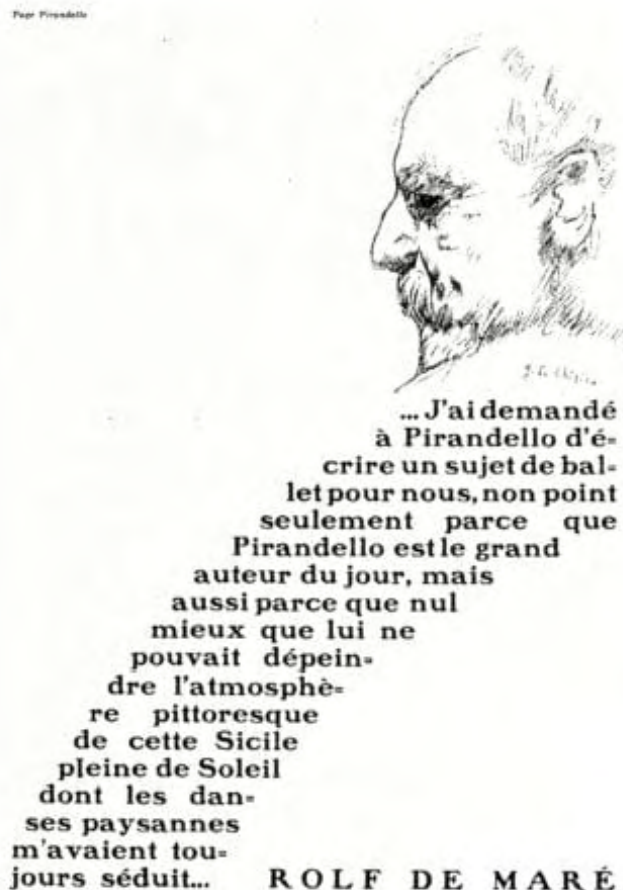 Page Pirandello
... J'ai demandé
à Pirandello d'é=
crire un sujet de bal=
let pour nous, non point
seulement parce que
Pirandello est le grand
auteur du jour, mais
aussi parce que nul
mieux que lui ne
pouvait dépein=
dre l'atmosphè=
re pittoresque
de cette Sicile
pleine de Soleil
dont les dan=
ses paysannes
m'avaient tou=
jours séduit... ROLF DE MARÉ